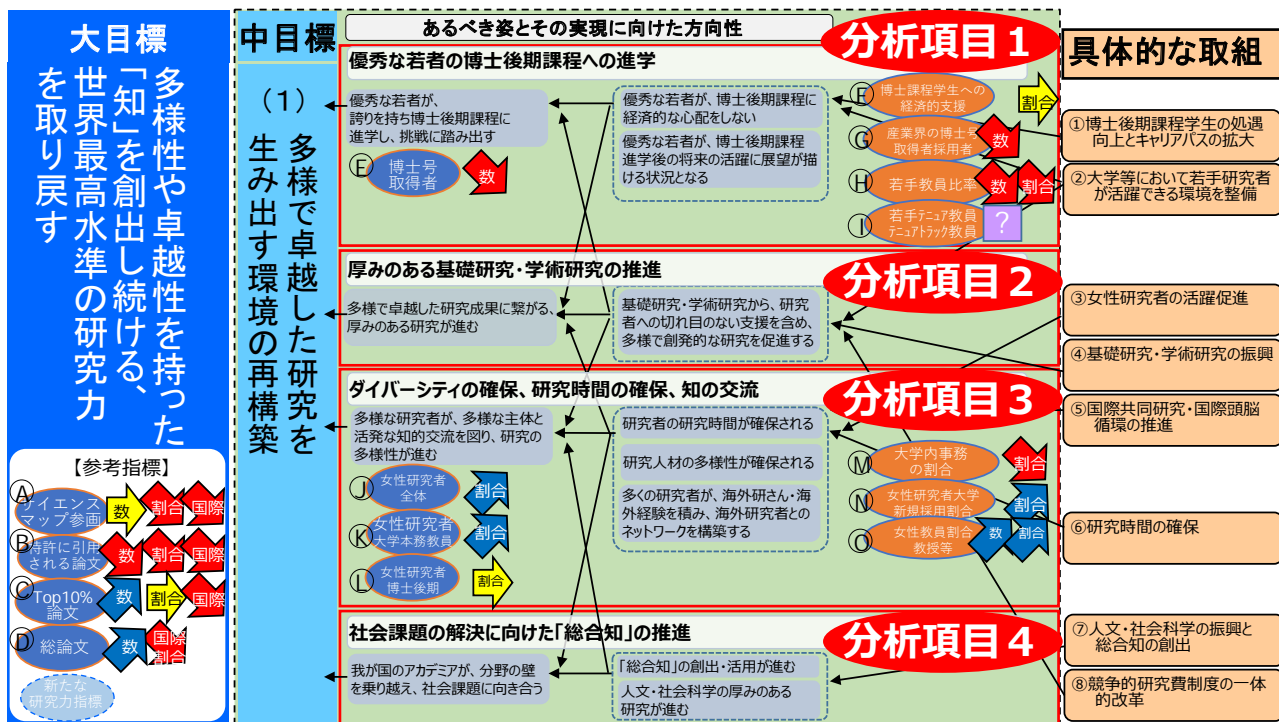 大目標
多様性や卓越性を持った
「知」を創出し続ける、
世界最高水準の研究力
を取り戻す
【参考指標】
Ⓐ
サイエンス
マップ参画
数
割合
国際
Ⓑ
特許に引用
される論文
数
割合
国際
Ⓒ
Top10%
論文
数
割合
国際
Ⓓ
総論文
数
国際
割合
新たな
研究力指標
中目標
(1)
多様で卓越した研究を
生み出す環境の再構築
あるべき姿とその実現に向けた方向性
分析項目1
優秀な若者の博士後期課程への進学
優秀な若者が、
誇りを持ち博士後期課程に
進学し、挑戦に踏み出す
Ⓔ
博士号
取得者
数
優秀な若者が、博士後期課程に
経済的な心配をしない
優秀な若者が、博士後期課程
進学後の将来の活躍に展望が描
ける状況となる
Ⓕ
博士課程学生への
経済的支援
割合
Ⓖ
産業界の博士号
取得者採用者
数
Ⓗ
若手教員比率
数
割合
Ⓘ
若手テニュア教員
テニュアトラック教員
?
分析項目2
厚みのある基礎研究・学術研究の推進
多様で卓越した研究成果に繋がる、
厚みのある研究が進む
基礎研究・学術研究から、研究
者への切れ目のない支援を含め、
多様で創発的な研究を促進する
分析項目3
ダイバーシティの確保、研究時間の確保、知の交流
多様な研究者が、多様な主体と
活発な知的交流を図り、研究の
多様性が進む
Ⓙ
女性研究者
全体
割合
Ⓚ
女性研究者
大学本務教員
割合
Ⓛ
女性研究者
博士後期
割合
研究者の研究時間が確保される
研究人材の多様性が確保される
多くの研究者が、海外研さん・海
外経験を積み、海外研究者との
ネットワークを構築する
Ⓜ
大学内事務
の割合
割合
Ⓝ
女性研究者大学
新規採用割合
割合
Ⓞ
女性教員割合
教授等
数
割合
分析項目4
社会課題の解決に向けた「総合知」の推進
我が国のアカデミアが、分野の壁
を乗り越え、社会課題に向き合う
「総合知」の創出・活用が進む
人文・社会科学の厚みのある
研究が進む
具体的な取組
①博士後期課程学生の処遇
向上とキャリアパスの拡大
②大学等において若手研究者
が活躍できる環境を整備
③女性研究者の活躍促進
④基礎研究・学術研究の振興
⑤国際共同研究・国際頭脳
循環の推進
⑥研究時間の確保
⑦人文・社会科学の振興と
総合知の創出
⑧競争的研究費制度の一体
的改革